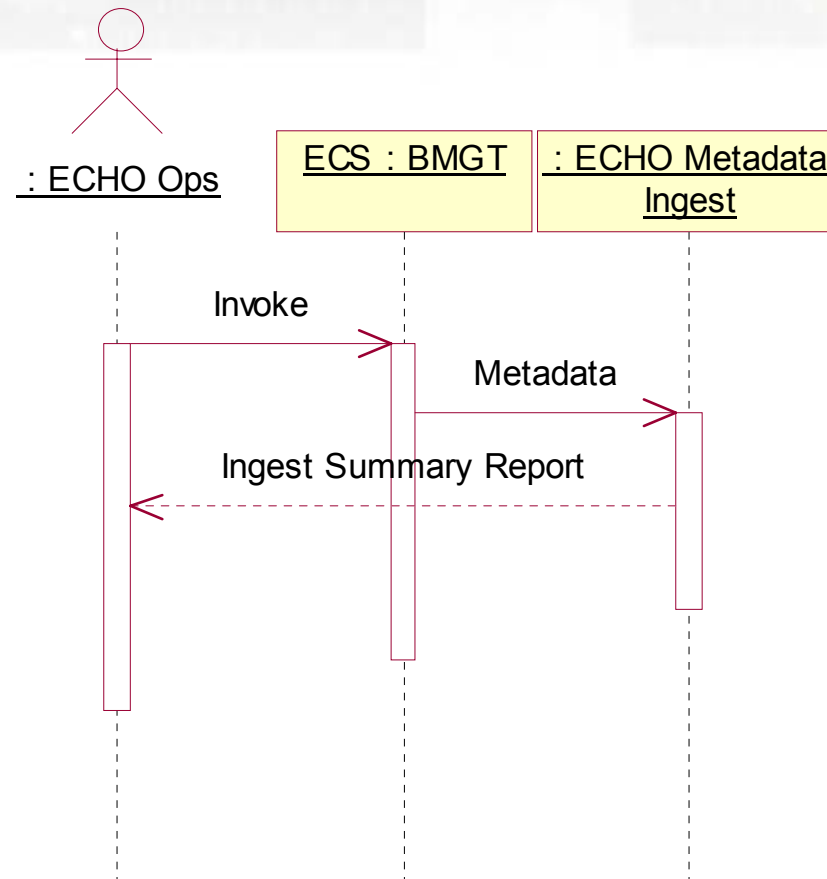 : ECHO Ops
ECS : BMGT
: ECHO Metadata
Ingest
Invoke
Metadata
Ingest Summary Report